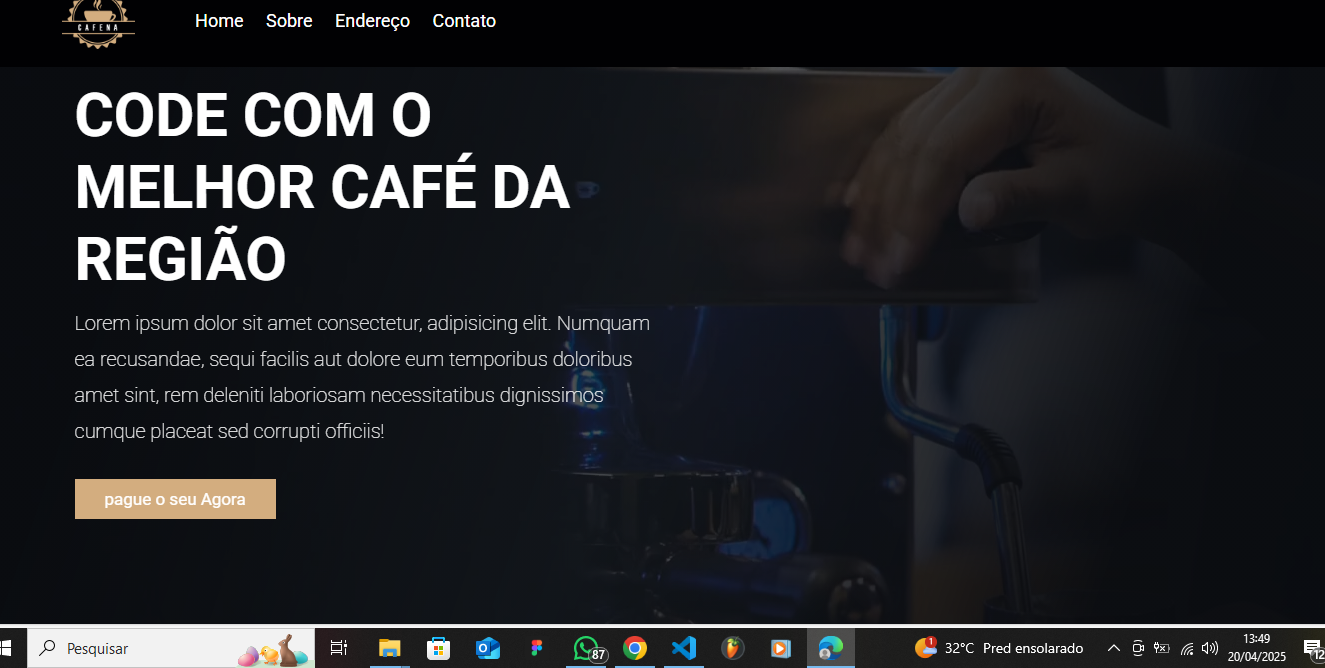 CAFENA
Home Sobre Endereço Contato
CODE COM O
MELHOR CAFÉ DA
REGIÃO
Lorem ipsum dolor sit amet consectetur, adipisicing elit. Numquam
ea recusandae, sequi facilis aut dolore eum temporibus doloribus
amet sint, rem deleniti laboriosam necessitatibus dignissimos
cumque placeat sed corrupti officiis!
pague o seu Agora
Pesquisar
87
1
32°C Pred ensolarado
13:49
20/04/2025
12